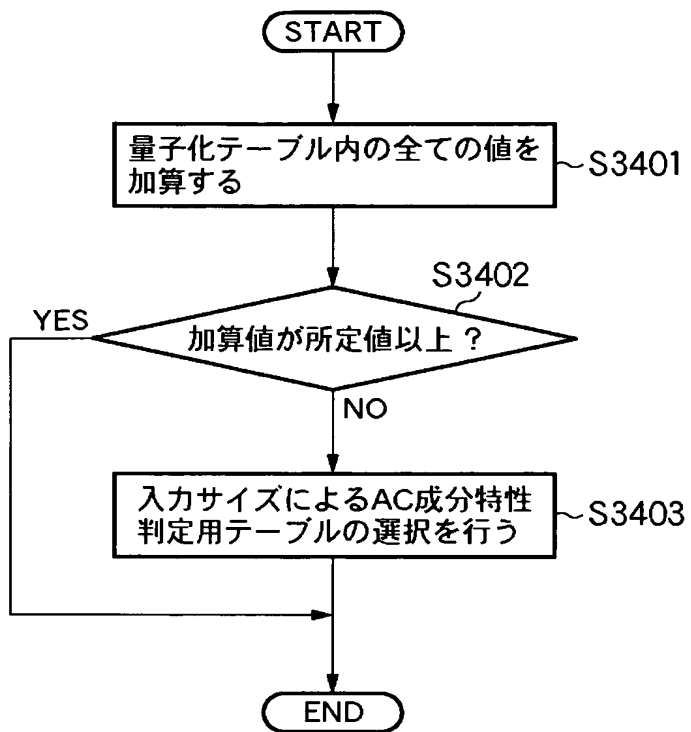 START
量子化テーブル内の全ての値を
加算する
S3401
S3402
YES
加算値が所定値以上？
NO
入力サイズによるAC成分特性
判定用テーブルの選択を行う
S3403
END